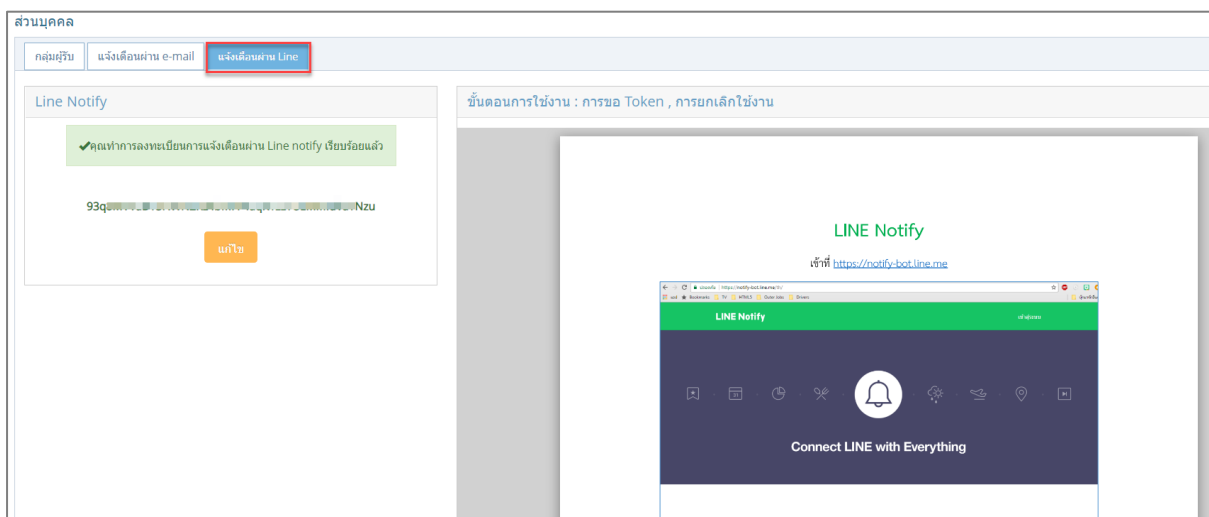 ส่วนบุคคล
กลุ่มผู้รับ แจ้งเตือนผ่าน e-mail แจ้งเตือนผ่าน Line
Line Notify
✔คุณทำการลงทะเบียนการแจ้งเตือนผ่าน Line notify เรียบร้อยแล้ว
93q Nzu
แก้ไข
ขั้นตอนการใช้งาน : การขอ Token , การยกเลิกใช้งาน
LINE Notify
เข้าที่ https://notify-bot.line.me
LINE Notify
Connect LINE with Everything